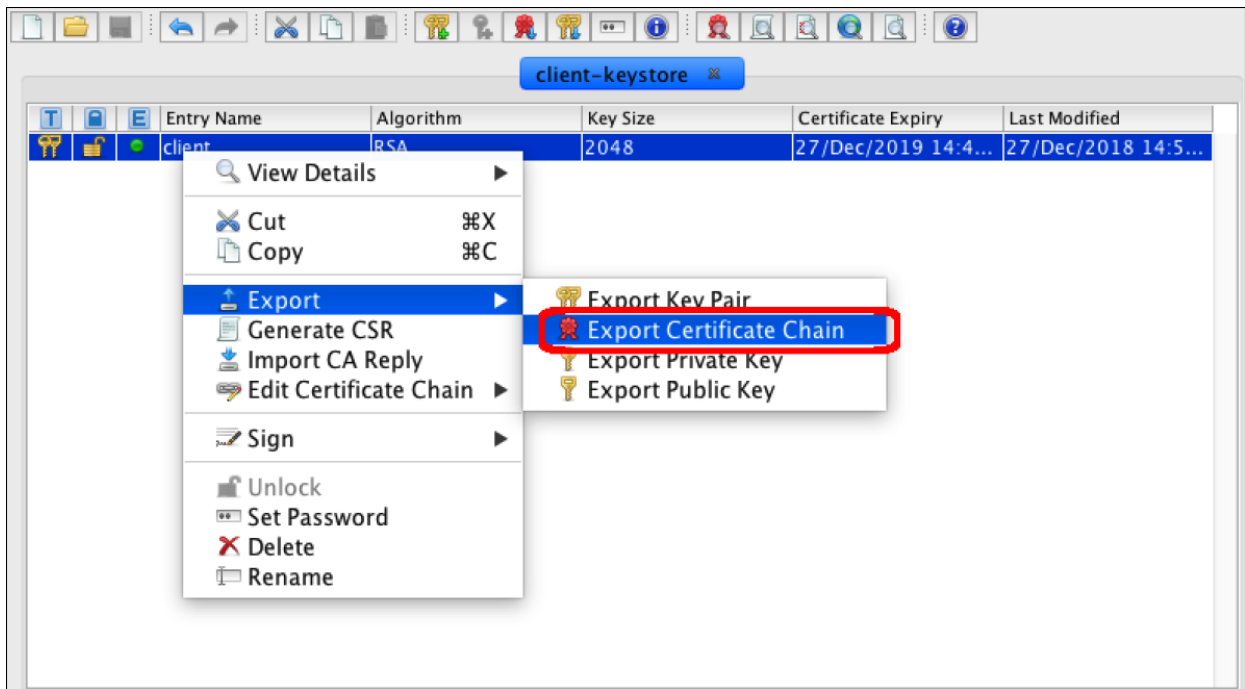 client-keystore
T E Entry Name Algorithm Key Size Certificate Expiry Last Modified
client RSA 2048 27/Dec/2019 14:4... 27/Dec/2018 14:5...
View Details
Cut ⌘X
Copy ⌘C
Export
Export Key Pair
Generate CSR
Export Certificate Chain
Import CA Reply
Export Private Key
Edit Certificate Chain
Export Public Key
Sign
Unlock
Set Password
Delete
Rename